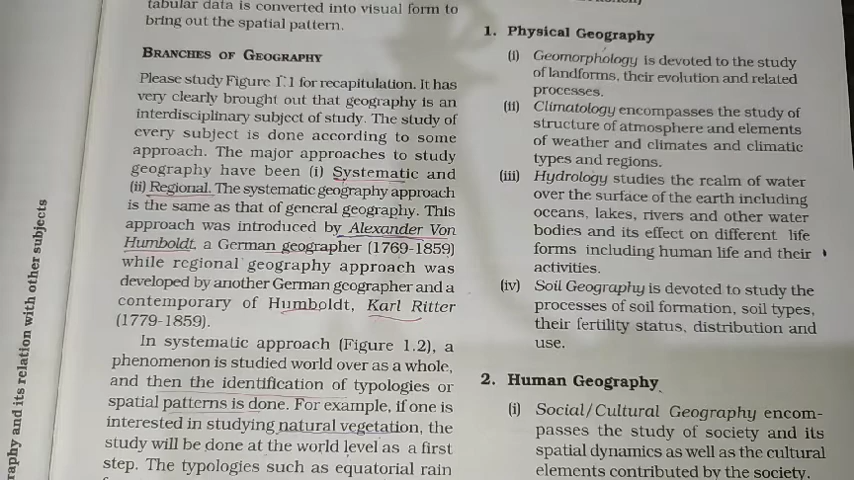 tabular data is converted into visual form to
bring out the spatial pattern.
BRANCHES OF GEOGRAPHY
Please study Figure 1.1 for recapitulation. It has
very clearly brought out that geography is an
interdisciplinary subject of study. The study of
every subject is done according to some
approach. The major approaches to study
geography have been (i) Systematic and
(ii) Regional. The systematic geography approach
is the same as that of general geography. This
approach was introduced by Alexander Von
Humboldt, a German geographer (1769-1859)
while regional geography approach was
developed by another German geographer and a
contemporary of Humboldt, Karl Ritter
(1779-1859).
In systematic approach (Figure 1.2), a
phenomenon is studied world over as a whole,
and then the identification of typologies or
spatial patterns is done. For example, if one is
interested in studying natural vegetation, the
study will be done at the world level as a first
step. The typologies such as equatorial rain
1. Physical Geography
(i) Geomorphology is devoted to the study
of landforms, their evolution and related
processes.
(ii) Climatology encompasses the study of
structure of atmosphere and elements
of weather and climates and climatic
types and regions.
(iii) Hydrology studies the realm of water
over the surface of the earth including
oceans, lakes, rivers and other water
bodies and its effect on different life
forms including human life and their
activities.
(iv) Soil Geography is devoted to study the
processes of soil formation, soil types,
their fertility status, distribution and
use.
2. Human Geography
(i) Social/Cultural Geography encom-
passes the study of society and its
spatial dynamics as well as the cultural
elements contributed by the society.
raphy and its relation with other subjects